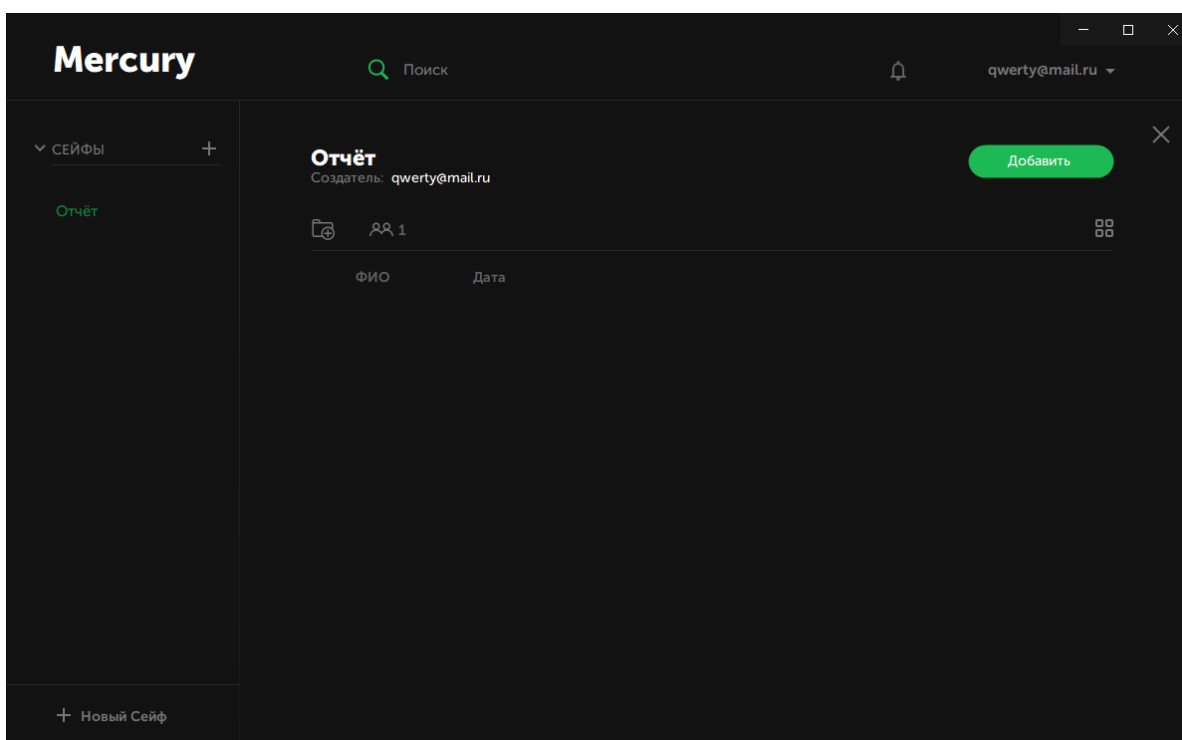 Mercury
Поиск
qwerty@mail.ru
СЕЙФЫ
Отчёт
Отчёт
Создатель: qwerty@mail.ru
Добавить
1
ФИО Дата
Новый Сейф